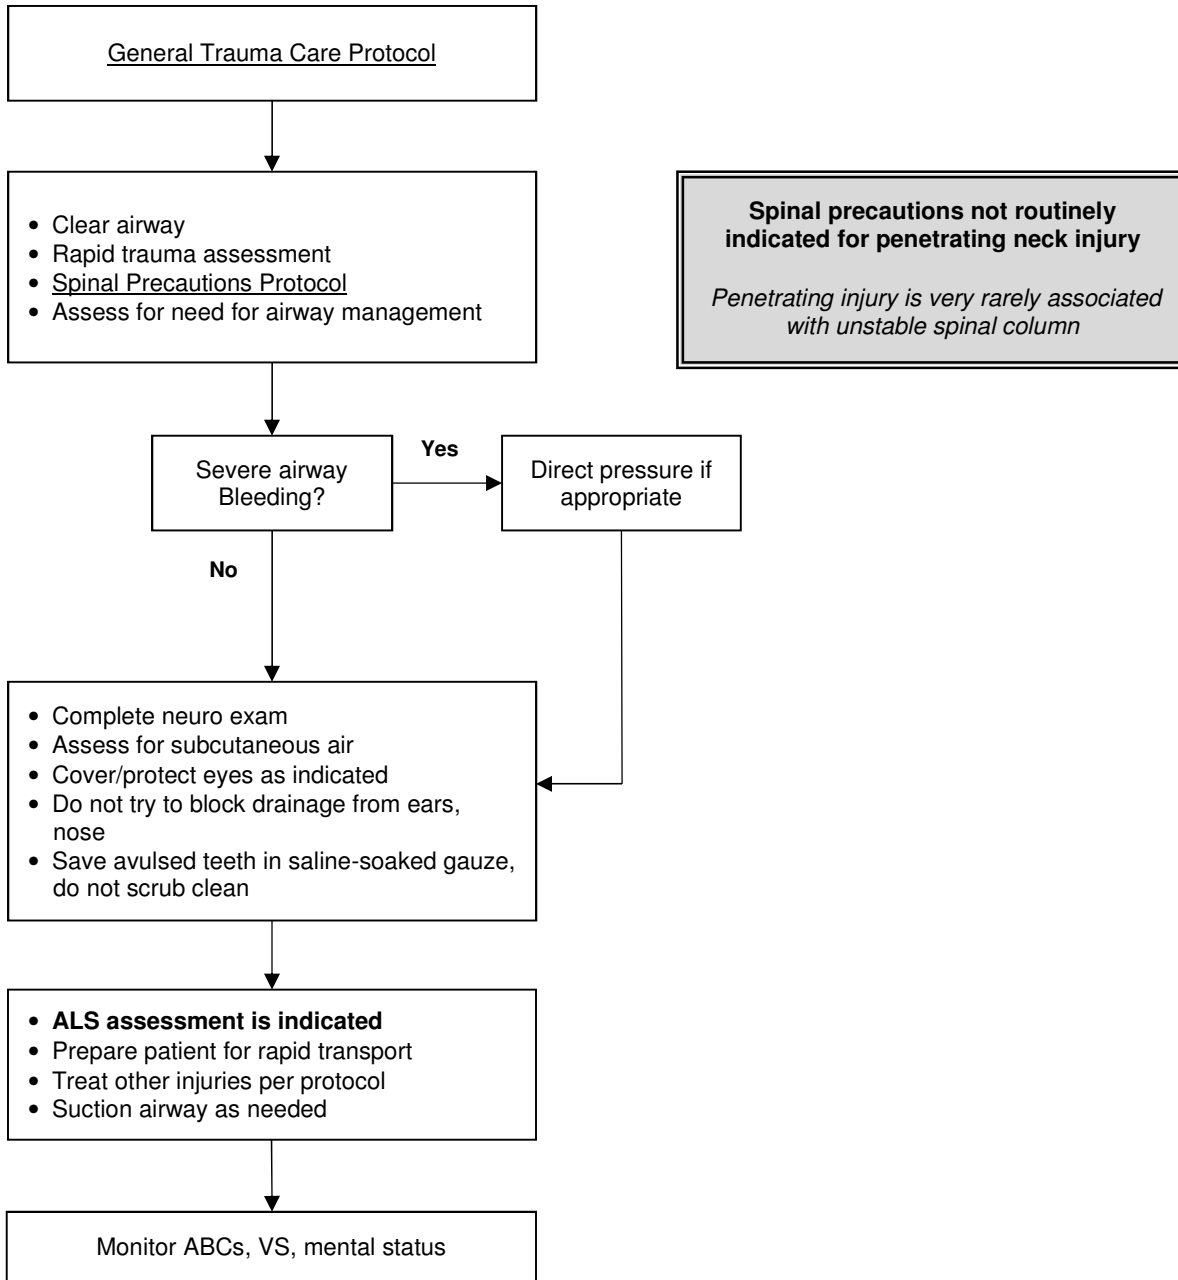 General Trauma Care Protocol
• Clear airway
• Rapid trauma assessment
• Spinal Precautions Protocol
• Assess for need for airway management
Spinal precautions not routinely
indicated for penetrating neck injury
Penetrating injury is very rarely associated
with unstable spinal column
Severe airway
Bleeding?
Yes
Direct pressure if
appropriate
No
• Complete neuro exam
• Assess for subcutaneous air
• Cover/protect eyes as indicated
• Do not try to block drainage from ears,
nose
• Save avulsed teeth in saline-soaked gauze,
do not scrub clean
• ALS assessment is indicated
• Prepare patient for rapid transport
• Treat other injuries per protocol
• Suction airway as needed
Monitor ABCs, VS, mental status